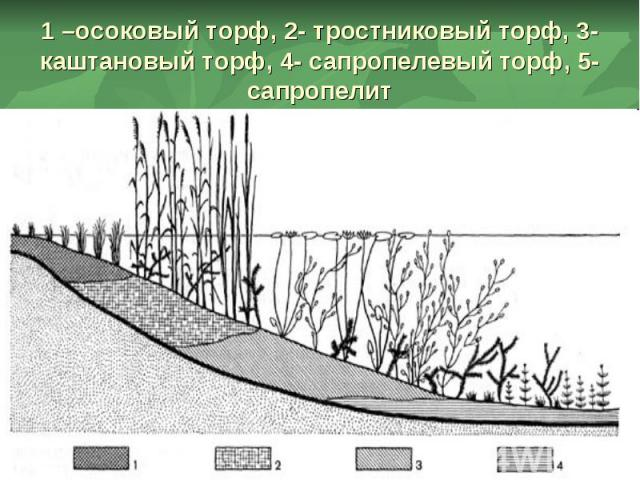 1 –осоковый торф, 2- тростниковый торф, 3-
каштановый торф, 4- сапропелевый торф, 5-
сапропелит
1 2 3 4